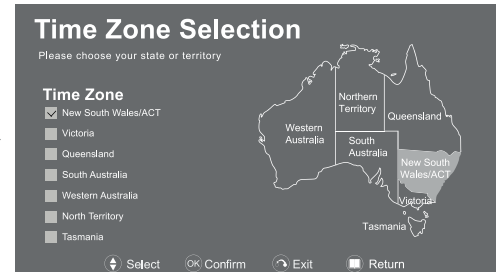 Time Zone Selection
Please choose your state or territory
Time Zone
New South Wales/ACT
Victoria
Queensland
South Australia
Western Australia
North Territory
Tasmania
Northern
Territory
Queensland
Western
Australia
South
Australia
New South
Wales/ACT
Victoria
Tasmania
Select OK Confirm Exit Return